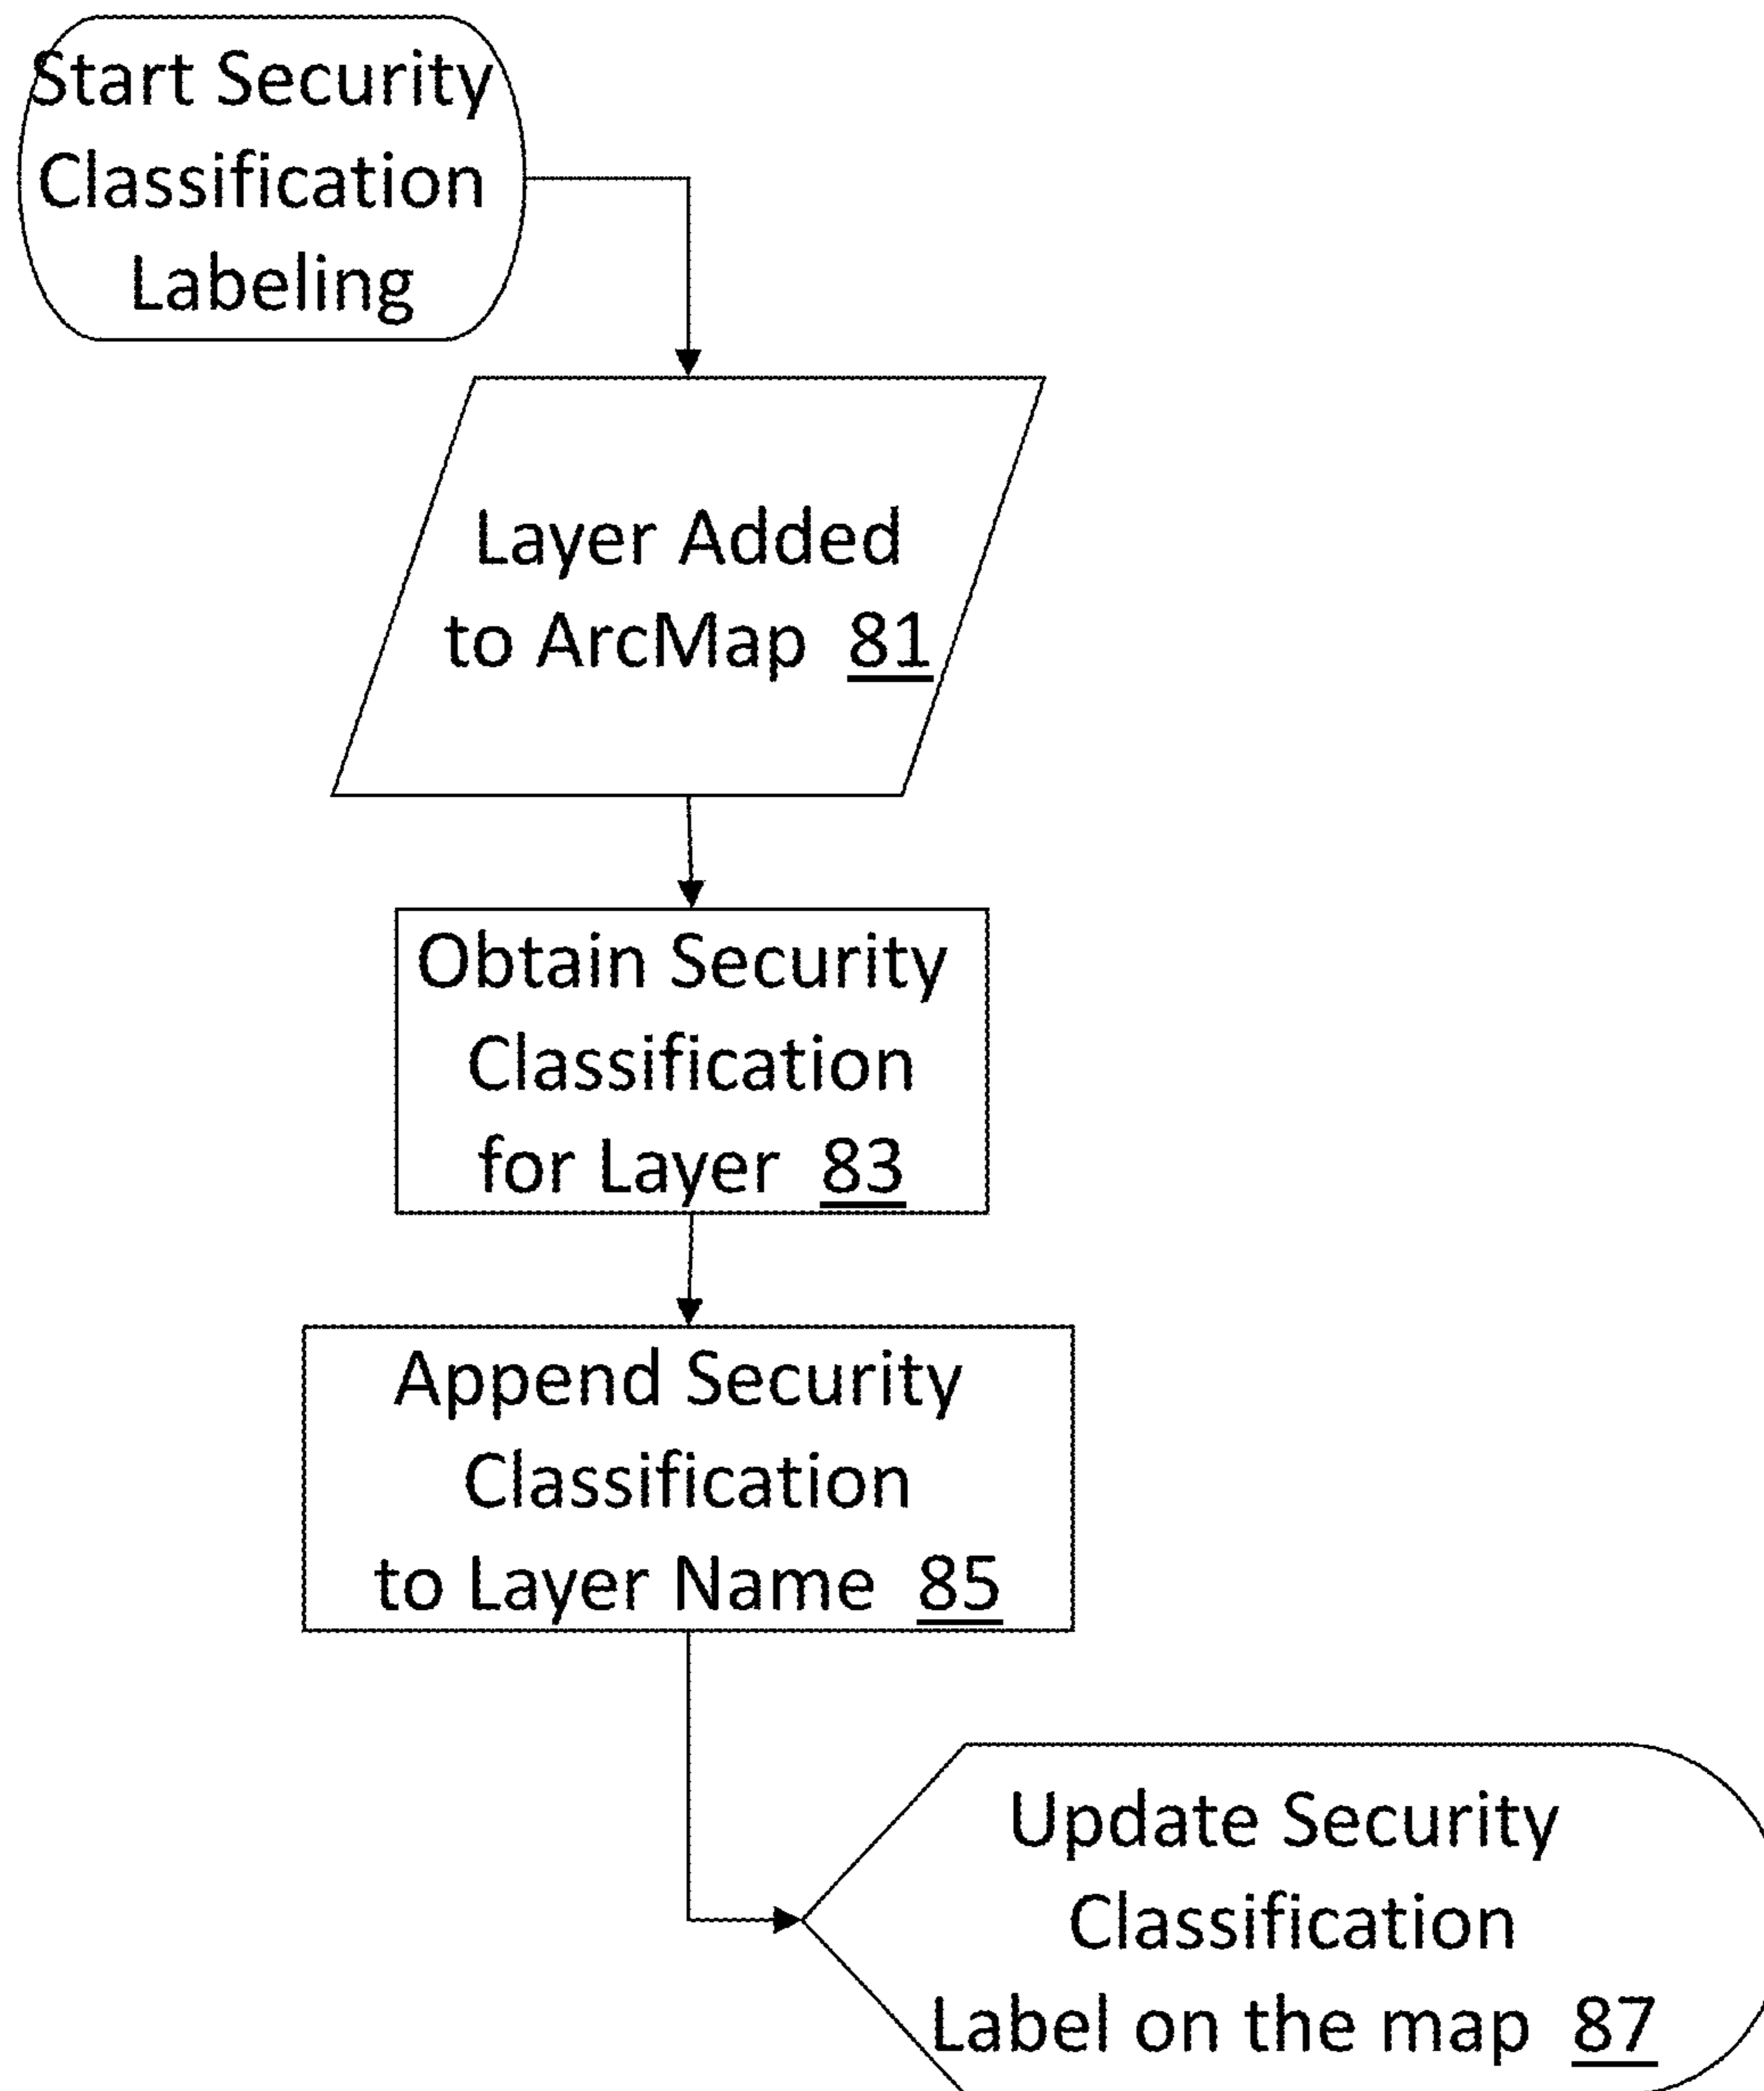 Start Security
Classification
Labeling
Layer Added
to ArcMap 81
Obtain Security
Classification
for Layer 83
Append Security
Classification
to Layer Name 85
Update Security
Classification
Label on the map 87